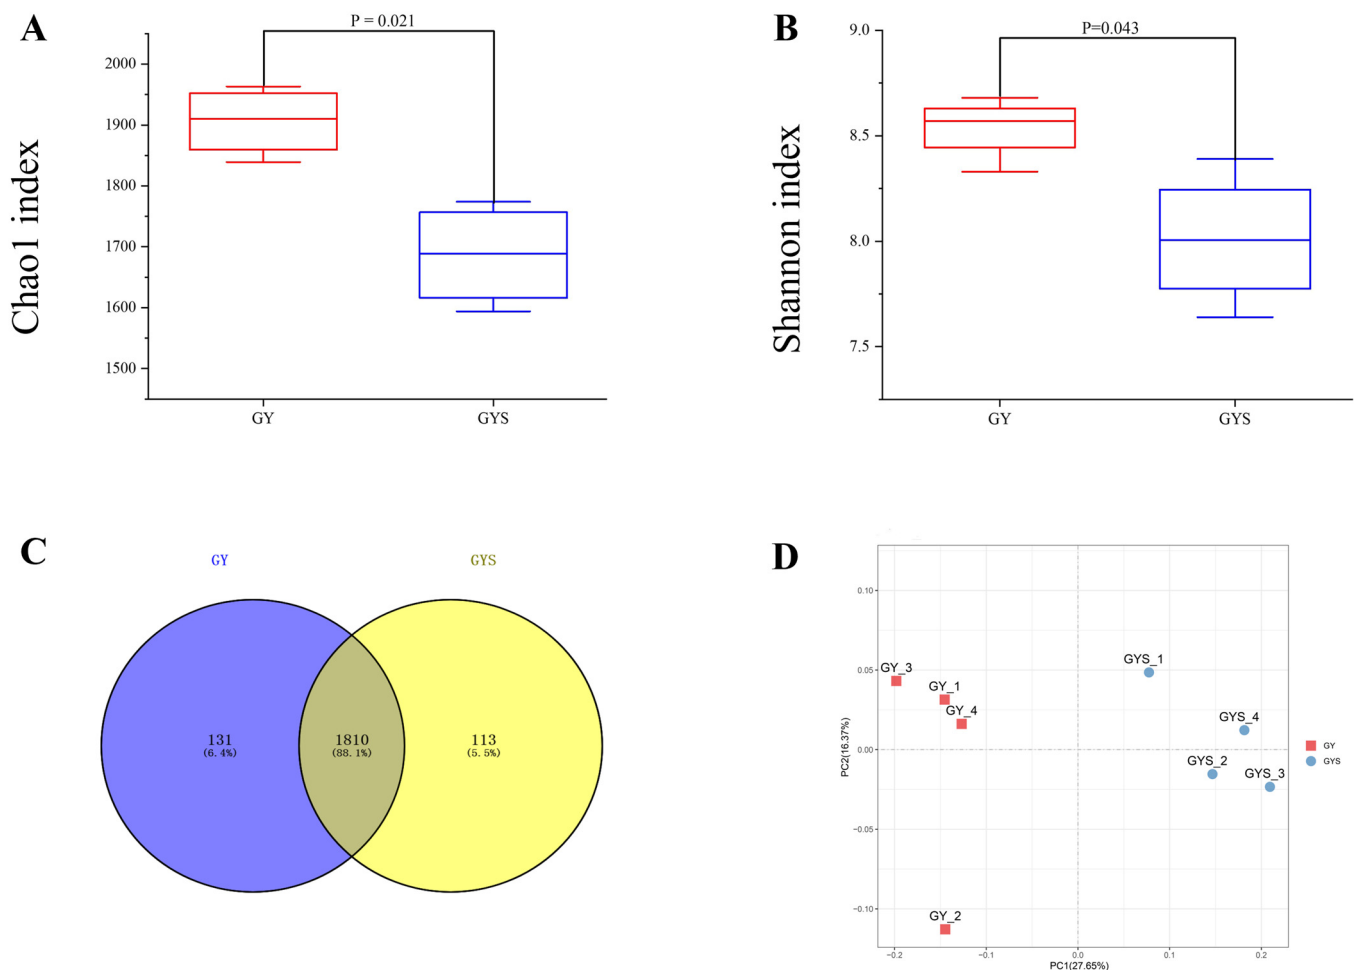 A
P = 0.021
2000
1900
1800
1700
1600
1500
Chao1 index
GY
GYS
B
P=0.043
9.0
8.5
8.0
7.5
Shannon index
GY
GYS
C
GY
GYS
131
(6.4%)
1810
(88.1%)
113
(5.5%)
D
0.10
0.05
0.00
−0.05
−0.10
PC2(16.37%)
GY_3
GY_1
GY_4
GY_2
GYS_1
GYS_4
GYS_2
GYS_3
−0.2
−0.1
0.0
0.1
0.2
PC1(27.65%)
GY
GYS